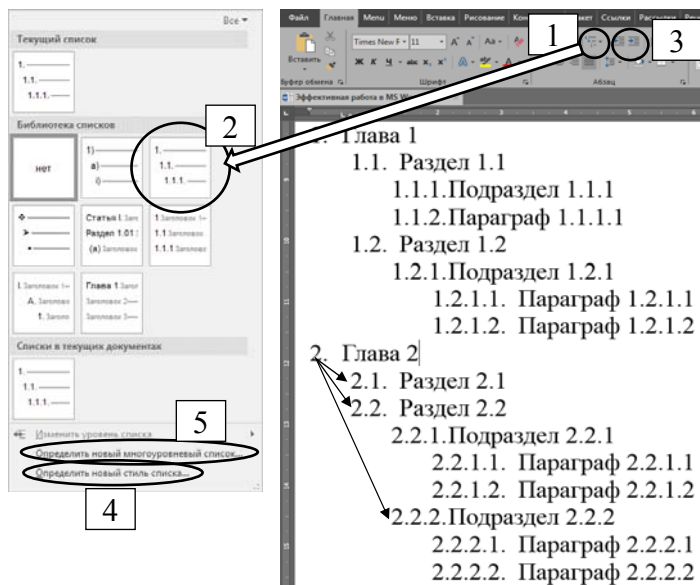 Все
Текущий список
1.
1.1.
1.1.1.
Библиотека списков
нет
1)
a)
i)
1.
1.1.
1.1.1.
Статья I.
Раздел 1.01
(a) Заголовок
1 Заголовок 1
1.1 Заголовок
1.1.1 Заголовок
I. Заголовок 1
A. Заголовок
1. Заголо
Глава 1
Заголовок 2
Заголовок 3
Списки в текущих документах
1.
1.1.
1.1.1.
Изменить уровень списка
Определить новый многоуровневый список...
Определить новый стиль списка...
1
2
3
4
5
Файл Главная Menu Меню Вставка Рисование Ссылки Рассылки
Вставить
Times New F 11
Ж К Ч abc x, x²
Буфер обмена Шрифт Абзац
Эффективная работа в MS
1. Глава 1
1.1. Раздел 1.1
1.1.1.Подраздел 1.1.1
1.1.2.Параграф 1.1.1.1
1.2. Раздел 1.2
1.2.1.Подраздел 1.2.1
1.2.1.1. Параграф 1.2.1.1
1.2.1.2. Параграф 1.2.1.2
2. Глава 2
2.1. Раздел 2.1
2.2. Раздел 2.2
2.2.1.Подраздел 2.2.1
2.2.1.1. Параграф 2.2.1.1
2.2.1.2. Параграф 2.2.1.2
2.2.2.Подраздел 2.2.2
2.2.2.1. Параграф 2.2.2.1
2.2.2.2. Параграф 2.2.2.2